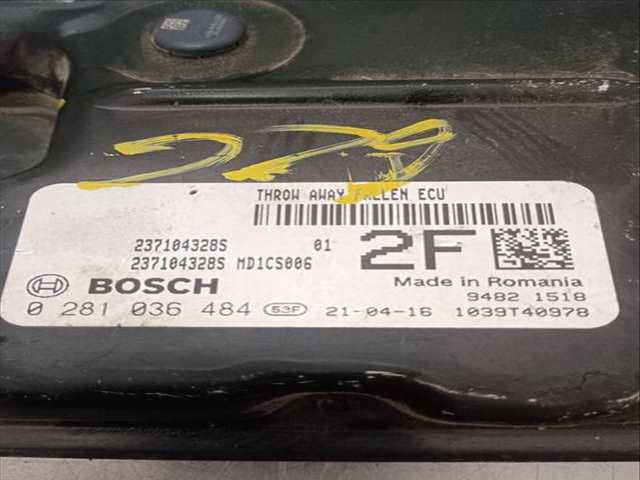 THROW AWAY FALLEN ECU
237104328S 01
237104328S MD1CS006
2F
BOSCH
Made in Romania
9482 1518
0 281 036 484 53F 21-04-16 1039T40978